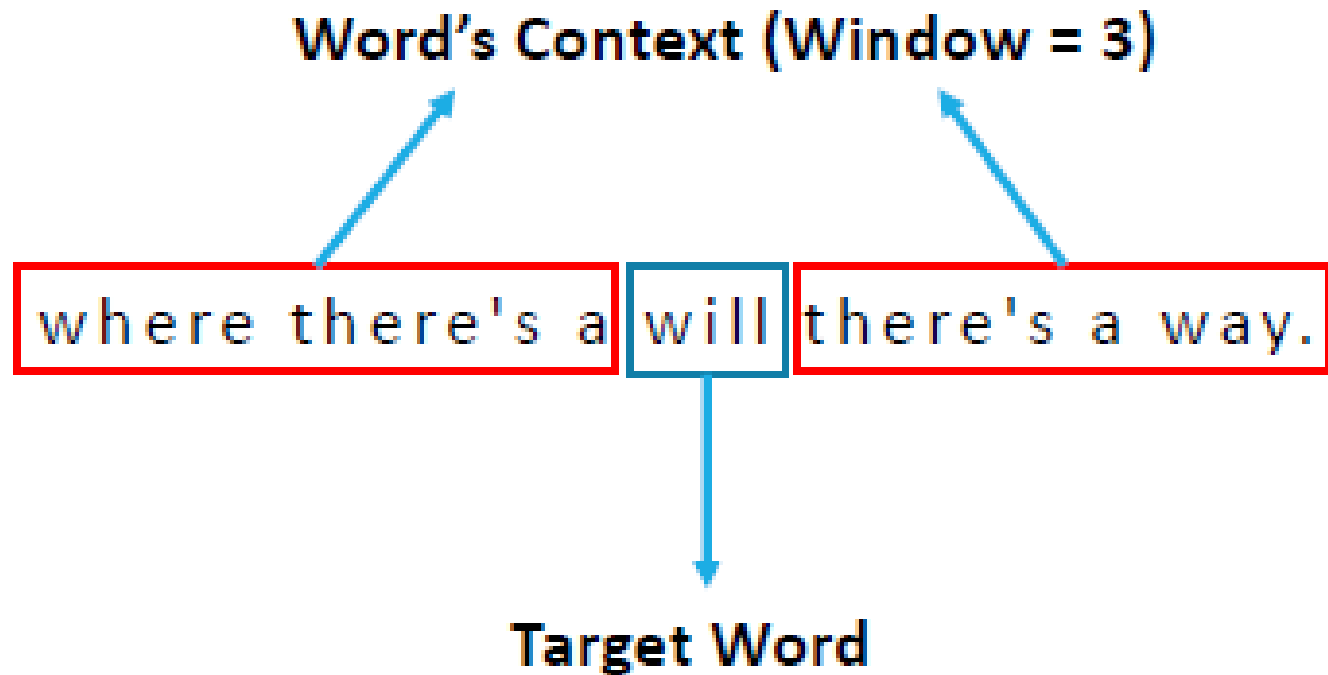 Word’s Context (Window = 3)
where there's a will there's a way.
Target Word